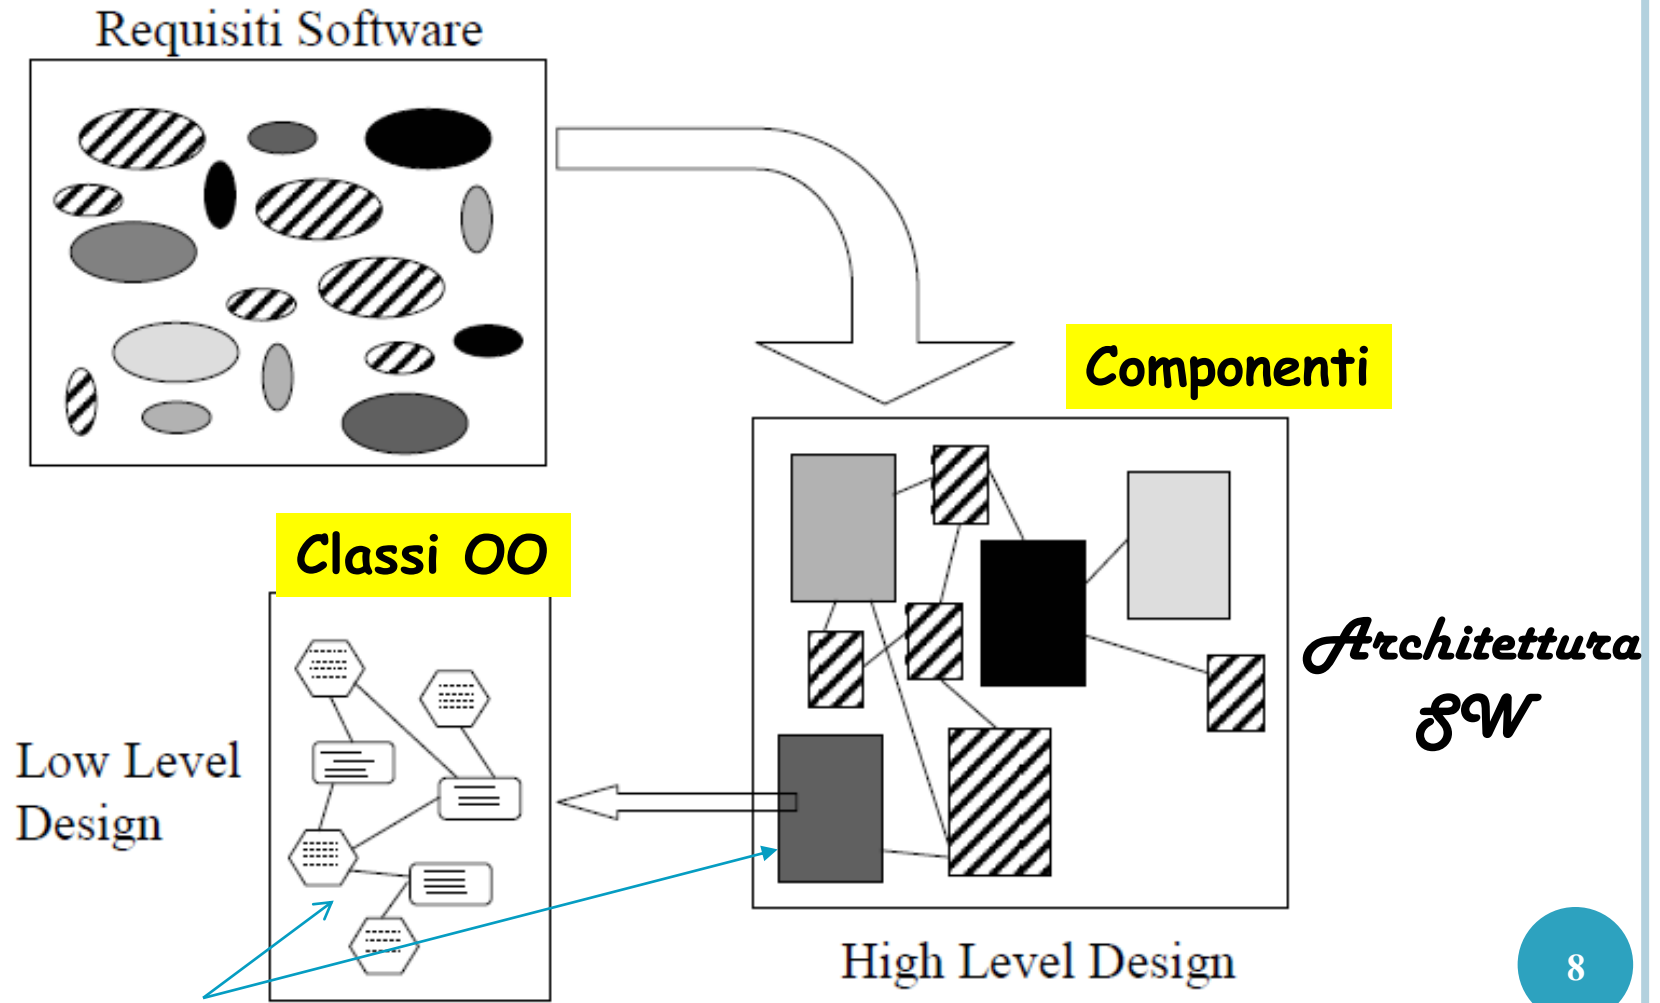 Requisiti Software
Componenti
Classi OO
Architettura
SW
Low Level
Design
High Level Design
8